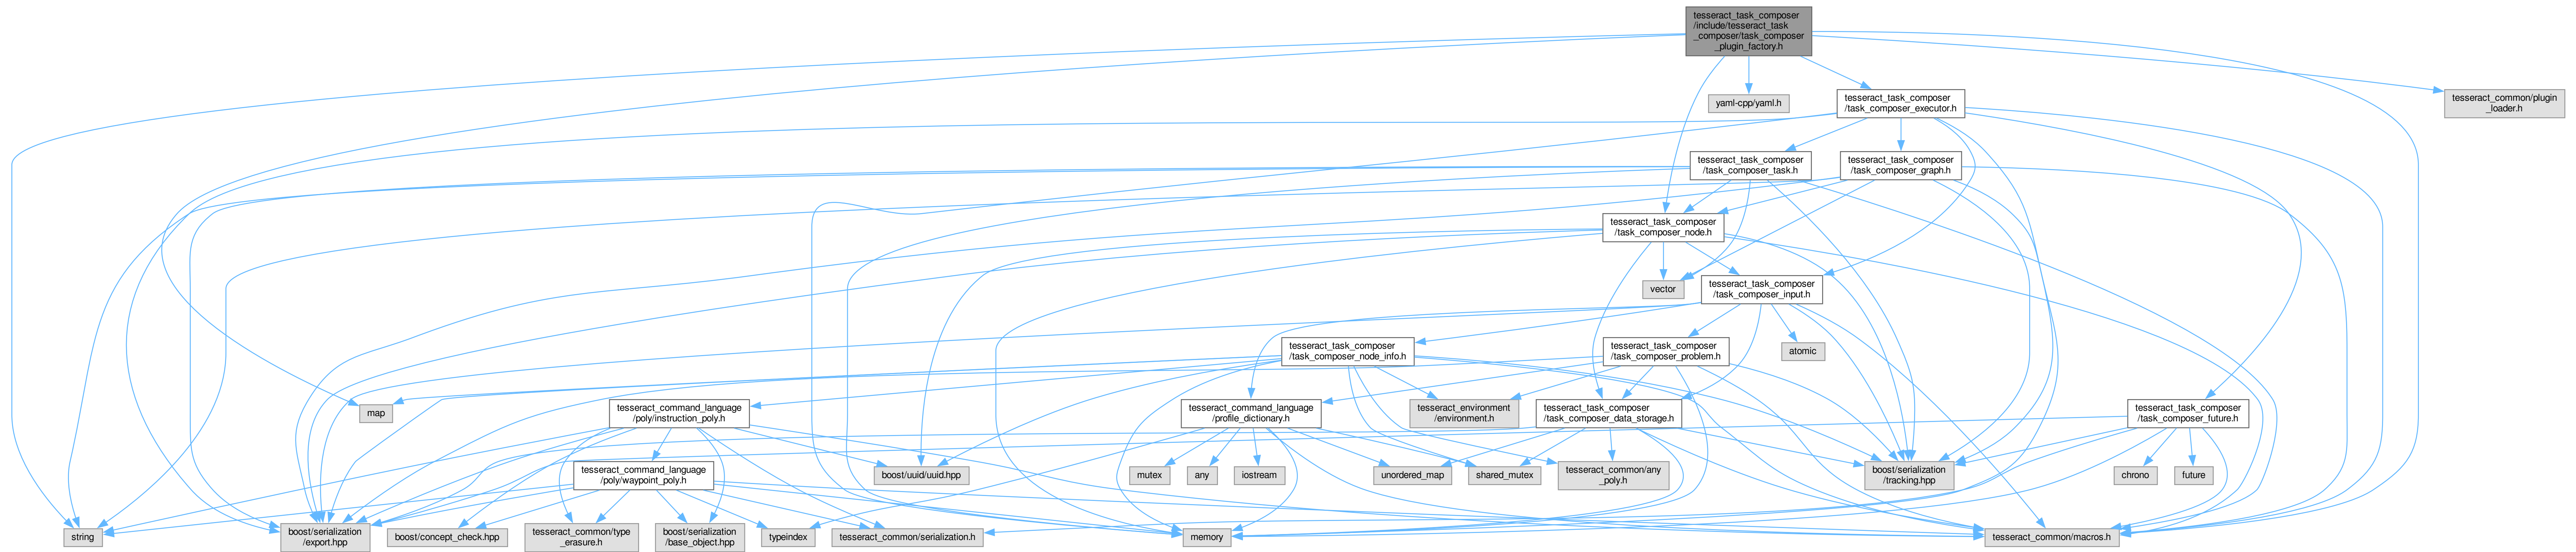 tesseract_task_composer
/include/tesseract_task
_composer/task_composer
_plugin_factory.h
yaml-cpp/yaml.h
tesseract_task_composer
/task_composer_executor.h
tesseract_common/plugin
_loader.h
tesseract_task_composer
/task_composer_task.h
tesseract_task_composer
/task_composer_graph.h
tesseract_task_composer
/task_composer_node.h
vector
tesseract_task_composer
/task_composer_input.h
tesseract_task_composer
/task_composer_node_info.h
tesseract_task_composer
/task_composer_problem.h
atomic
map
tesseract_command_language
/poly/instruction_poly.h
tesseract_command_language
/profile_dictionary.h
tesseract_environment
/environment.h
tesseract_task_composer
/task_composer_data_storage.h
tesseract_task_composer
/task_composer_future.h
tesseract_command_language
/poly/waypoint_poly.h
boost/uuid/uuid.hpp
mutex
any
iostream
unordered_map
shared_mutex
tesseract_common/any
_poly.h
boost/serialization
/tracking.hpp
chrono
future
string
boost/serialization
/export.hpp
boost/concept_check.hpp
tesseract_common/type
_erasure.h
boost/serialization
/base_object.hpp
typeindex
tesseract_common/serialization.h
memory
tesseract_common/macros.h